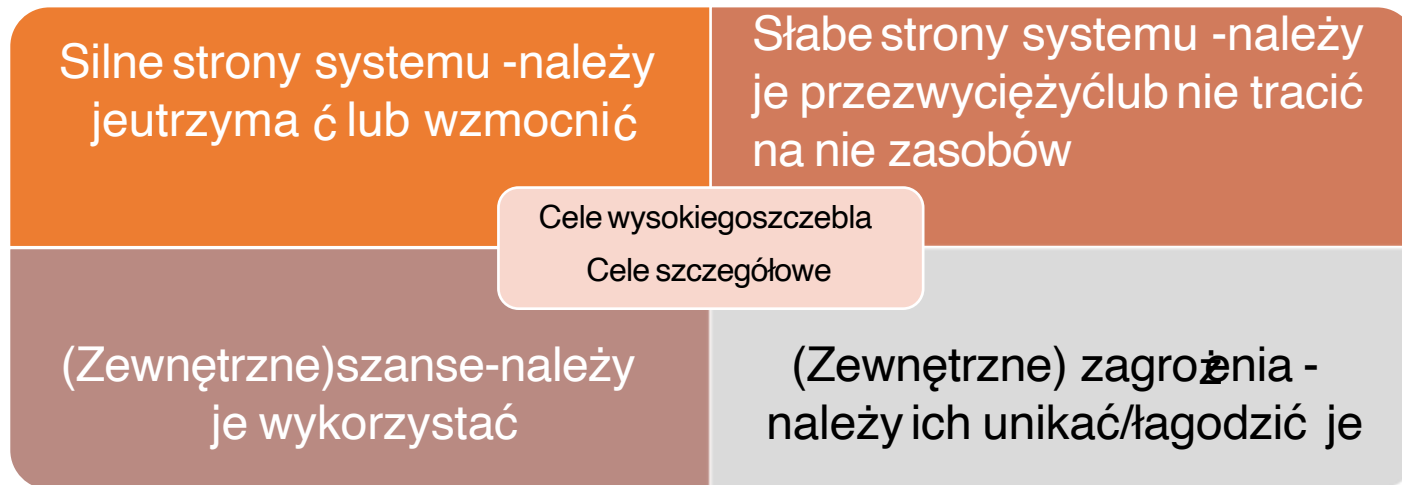 Silne strony systemu -należy
jeutrzyma ć lub wzmocnić
Słabe strony systemu -należy
je przezwyciężyćlub nie tracić
na nie zasobów
Cele wysokiegoszczebla
Cele szczegółowe
(Zewnętrzne)szanse-należy
je wykorzystać
(Zewnętrzne) zagrożenia -
należy ich unikać/łagodzić je